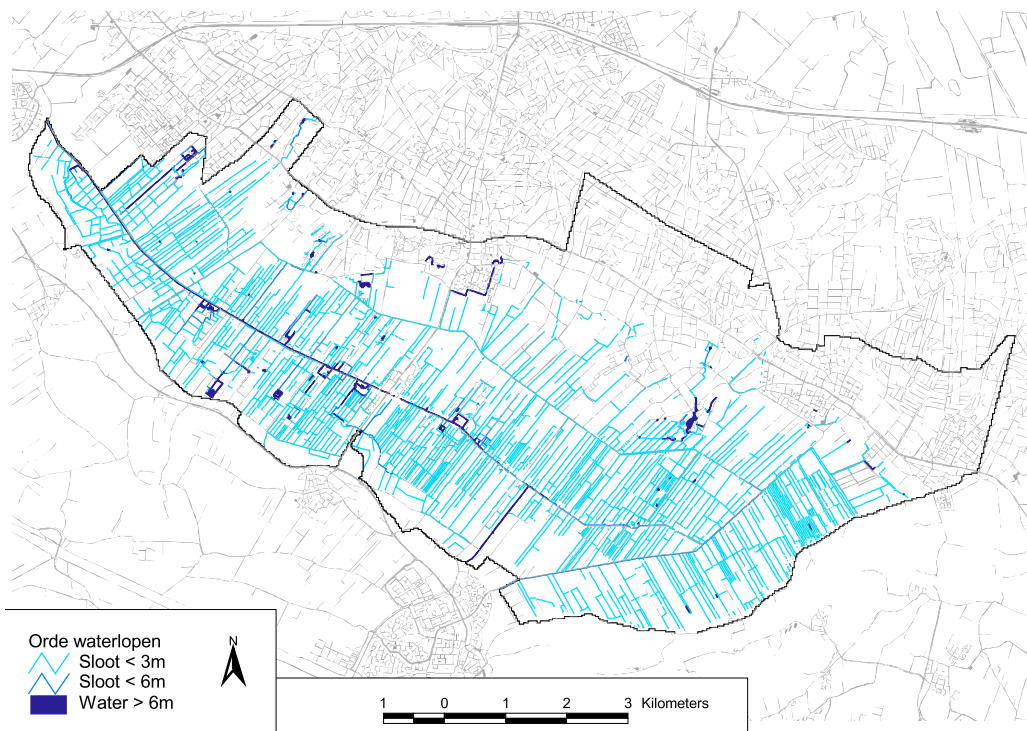 Orde waterlopen
Sloot < 3m
Sloot < 6m
Water > 6m
N
1 0 1 2 3 Kilometers